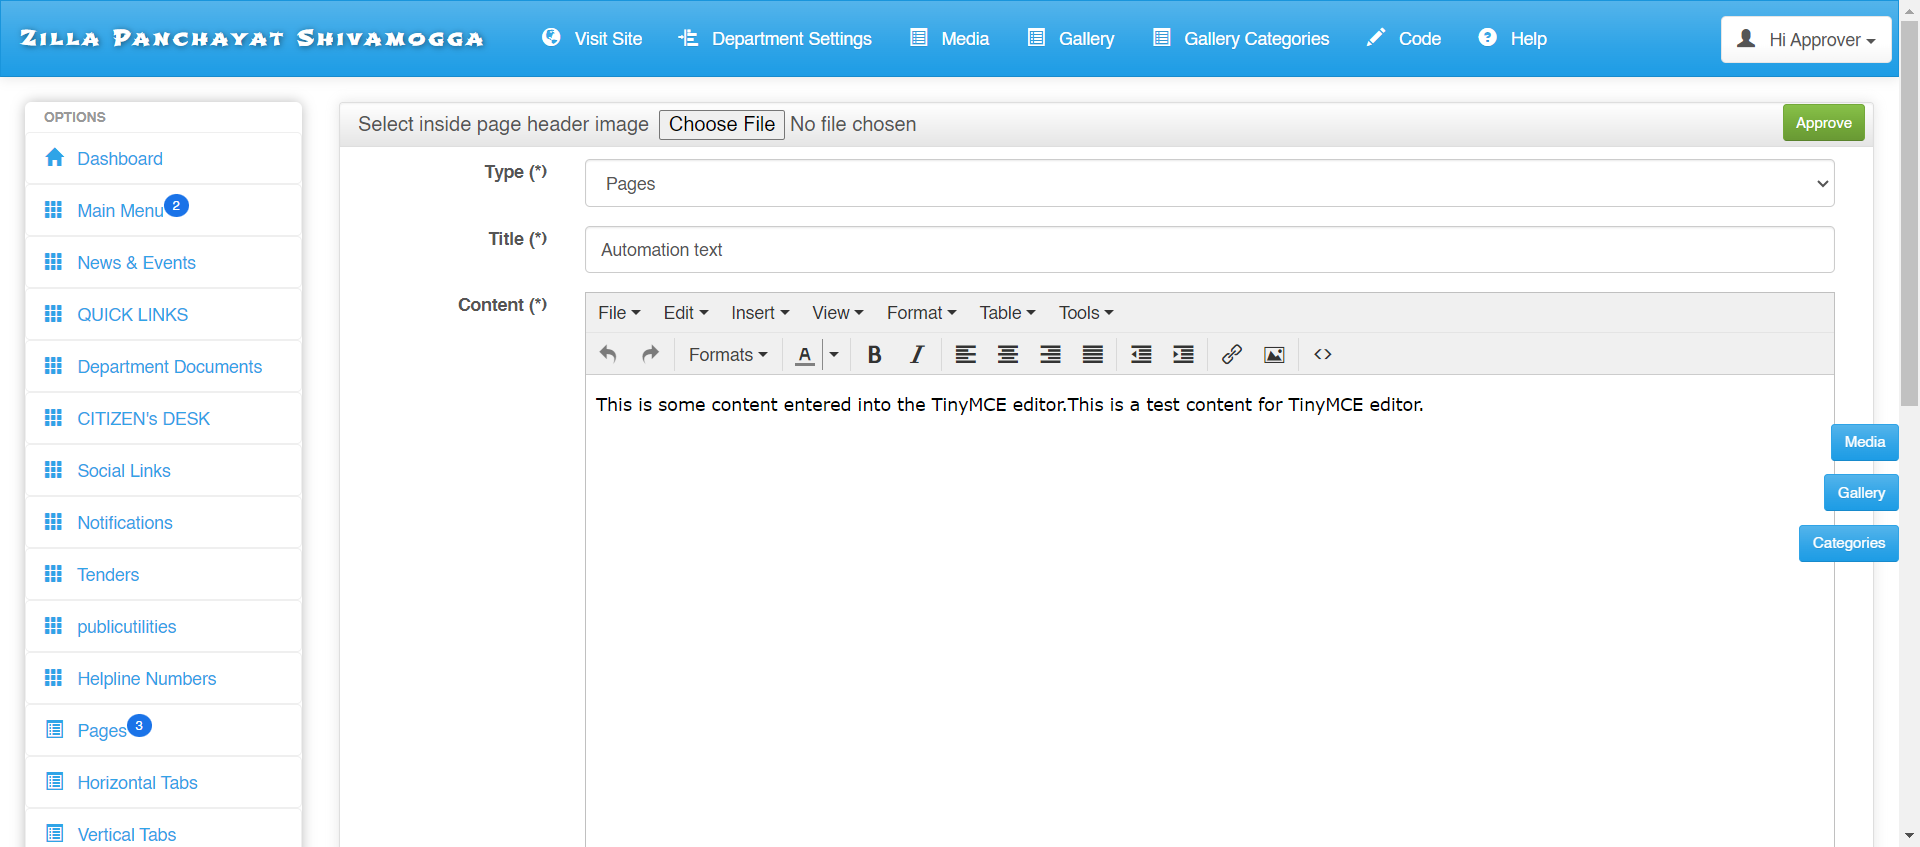 Zilla Panchayat Shivamogga Visit Site Department Settings Media Gallery Gallery Categories Code Help Hi Approver
OPTIONS
Dashboard
Main Menu 2
News & Events
QUICK LINKS
Department Documents
CITIZEN's DESK
Social Links
Notifications
Tenders
publicutilities
Helpline Numbers
Pages 3
Horizontal Tabs
Vertical Tabs
Select inside page header image Choose File No file chosen Approve
Type (*) Pages
Title (*) Automation text
Content (*)
File Edit Insert View Format Table Tools
Formats A B I
This is some content entered into the TinyMCE editor.This is a test content for TinyMCE editor.
Media
Gallery
Categories